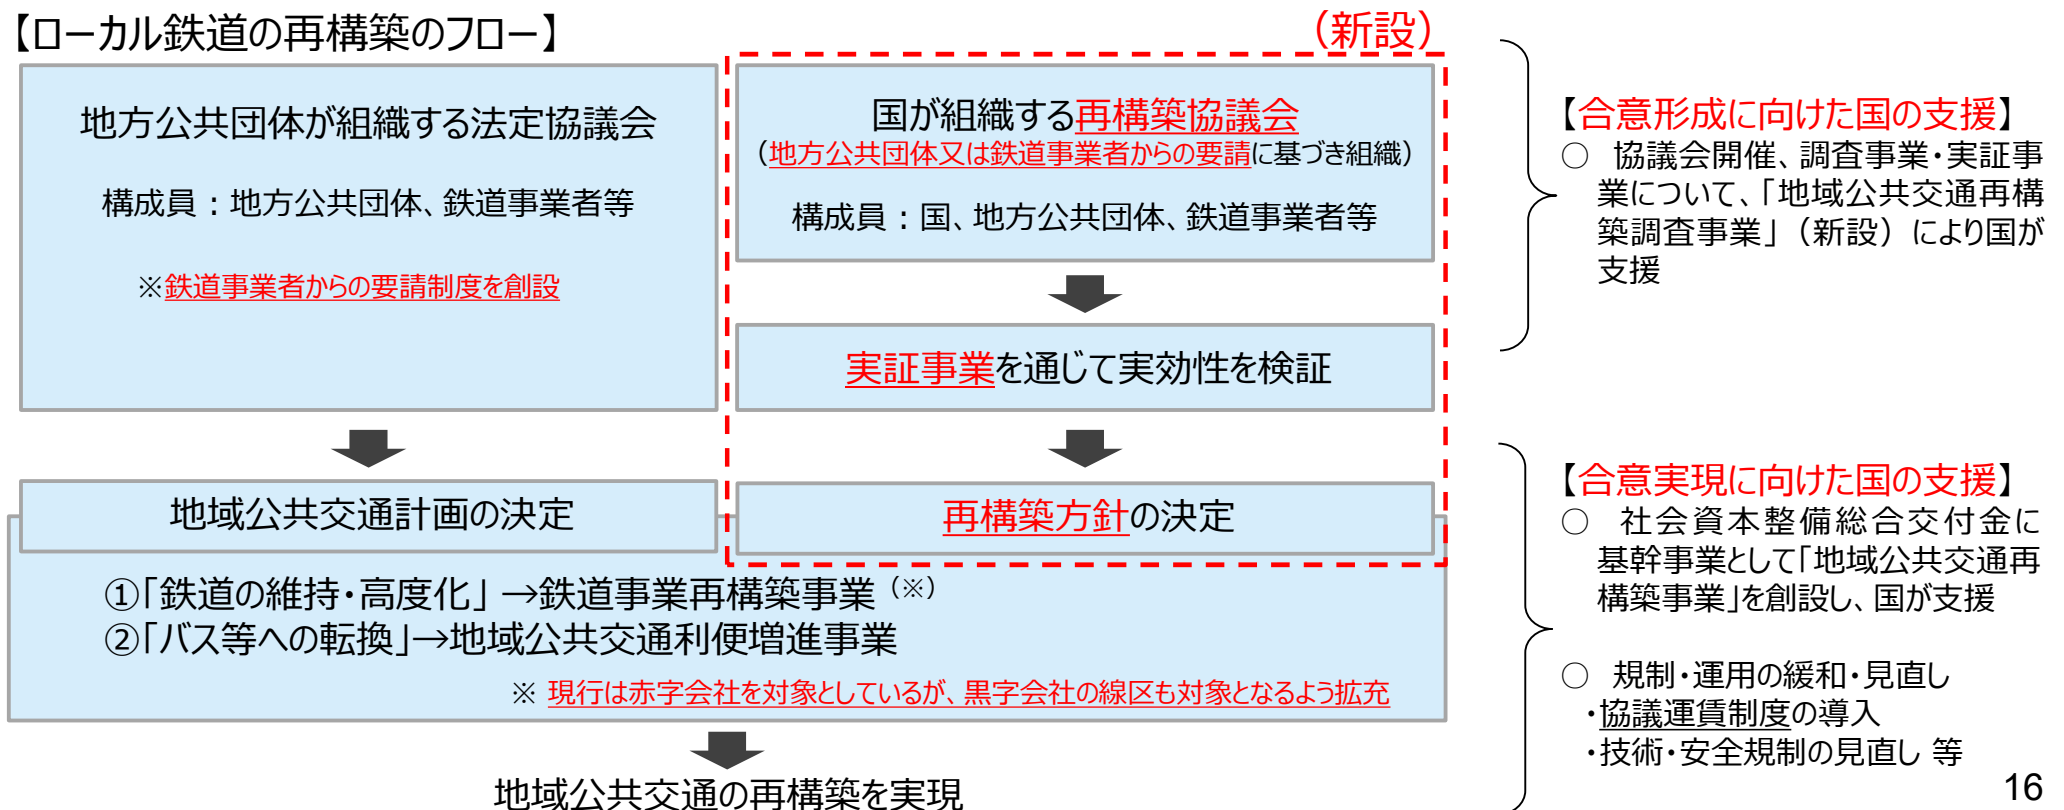 【ローカル鉄道の再構築のフロー】
（新設）
地方公共団体が組織する法定協議会
構成員：地方公共団体、鉄道事業者等
※鉄道事業者からの要請制度を創設
国が組織する再構築協議会
（地方公共団体又は鉄道事業者からの要請に基づき組織）
構成員：国、地方公共団体、鉄道事業者等
実証事業を通じて実効性を検証
地域公共交通計画の決定
再構築方針の決定
①「鉄道の維持・高度化」→鉄道事業再構築事業（※）
②「バス等への転換」→地域公共交通利便増進事業
※ 現行は赤字会社を対象としているが、黒字会社の線区も対象となるよう拡充
地域公共交通の再構築を実現
【合意形成に向けた国の支援】
○ 協議会開催、調査事業・実証事
業について、「地域公共交通再構
築調査事業」（新設）により国が
支援
【合意実現に向けた国の支援】
○ 社会資本整備総合交付金に
基幹事業として「地域公共交通再
構築事業」を創設し、国が支援
○ 規制・運用の緩和・見直し
・協議運賃制度の導入
・技術・安全規制の見直し 等
16